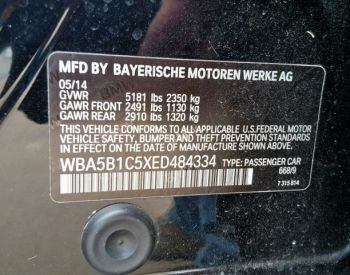 MFD BY BAYERISCHE MOTOREN WERKE AG
05/14
GVWR 5181 lbs 2350 kg
GAWR FRONT 2491 lbs 1130 kg
GAWR REAR 2910 lbs 1320 kg
THIS VEHICLE CONFORMS TO ALL APPLICABLE
FEDERAL MOTOR VEHICLE
SAFETY, BUMPER, AND THEFT PREVENTION STANDARDS
IN EFFECT ON THE DATE OF
MANUFACTURE SHOWN ABOVE.
WBA5B1C5XED484334 TYPE: PASSENGER CAR
668/9
7 315 814